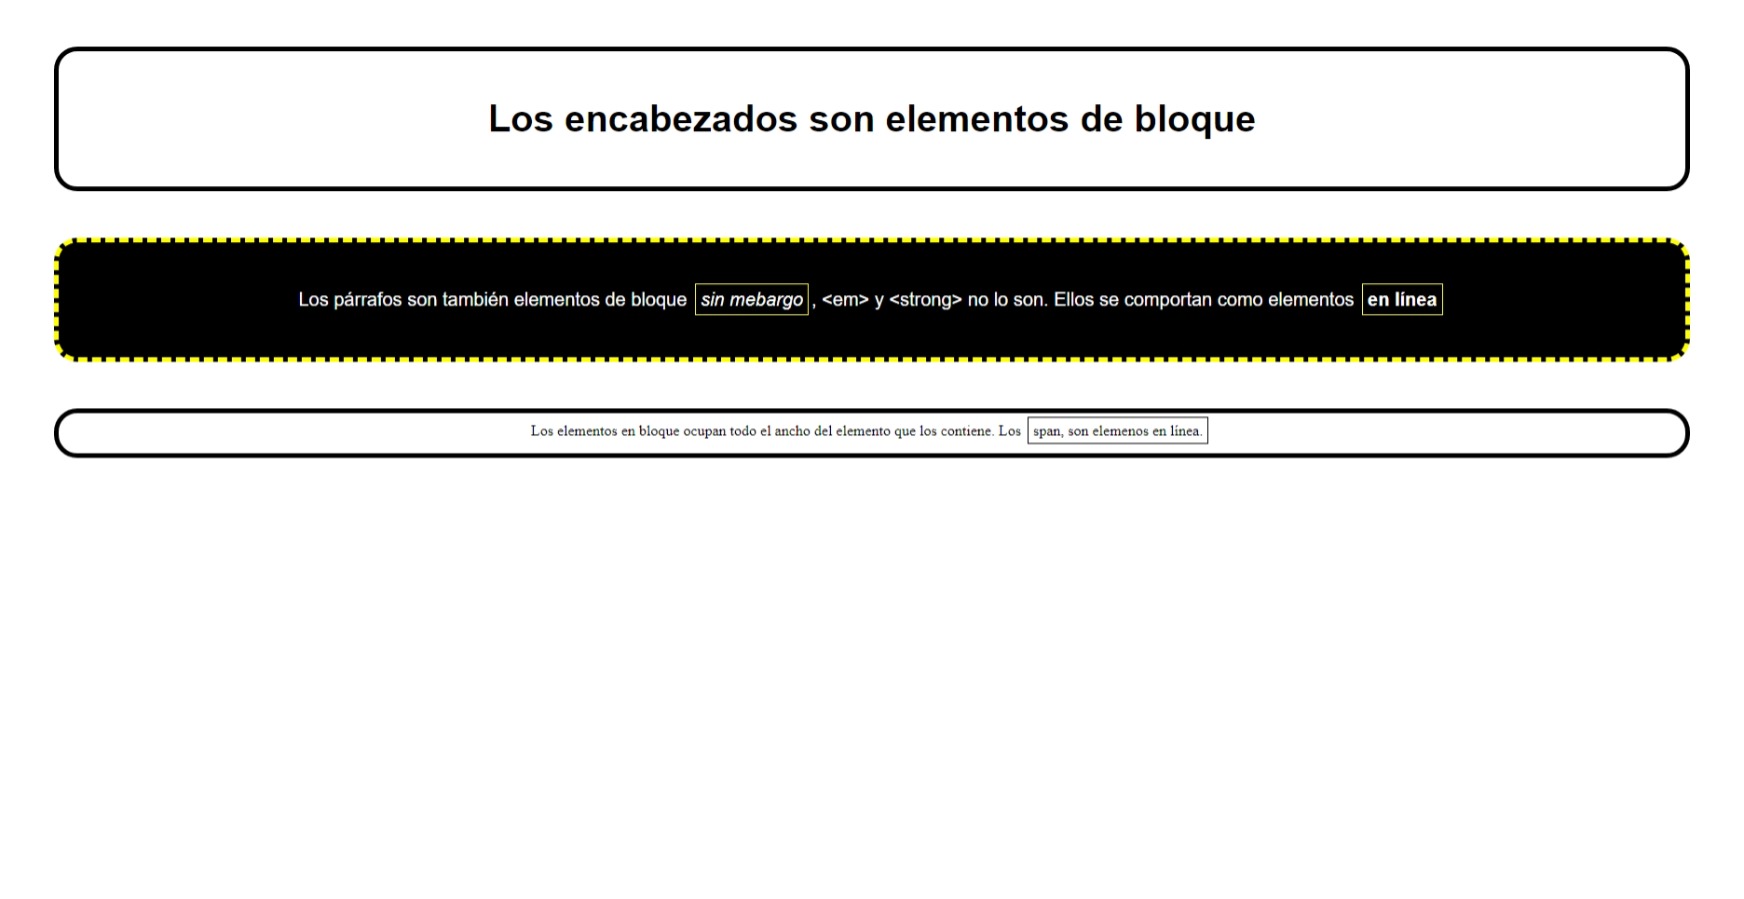 Los encabezados son elementos de bloque
Los párrafos son también elementos de bloque sin mebargo, <em> y <strong> no lo son. Ellos se comportan como elementos en línea
Los elementos en bloque ocupan todo el ancho del elemento que los contiene. Los span, son elemenos en línea.